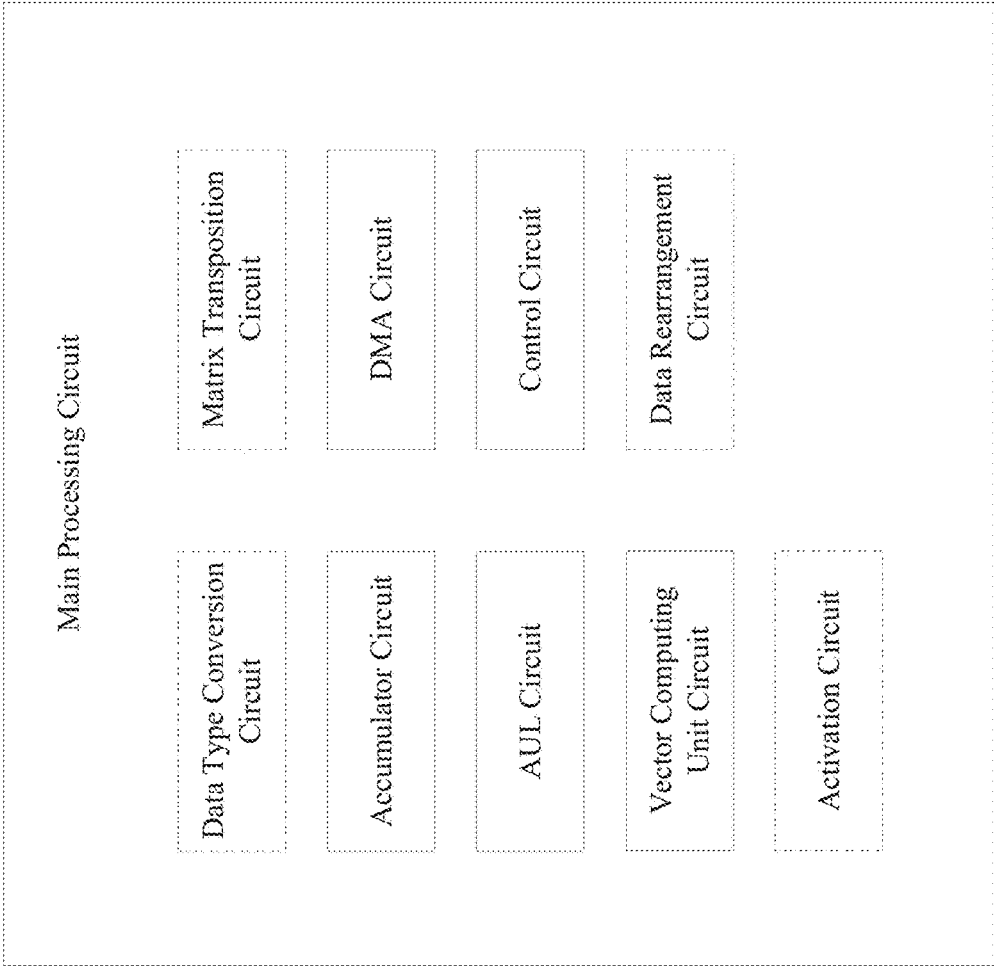 Main Processing Circuit
Data Type Conversion
Circuit
Matrix Transposition
Circuit
Accumulator Circuit
DMA Circuit
AUL Circuit
Control Circuit
Vector Computing
Unit Circuit
Data Rearrangement
Circuit
Activation Circuit